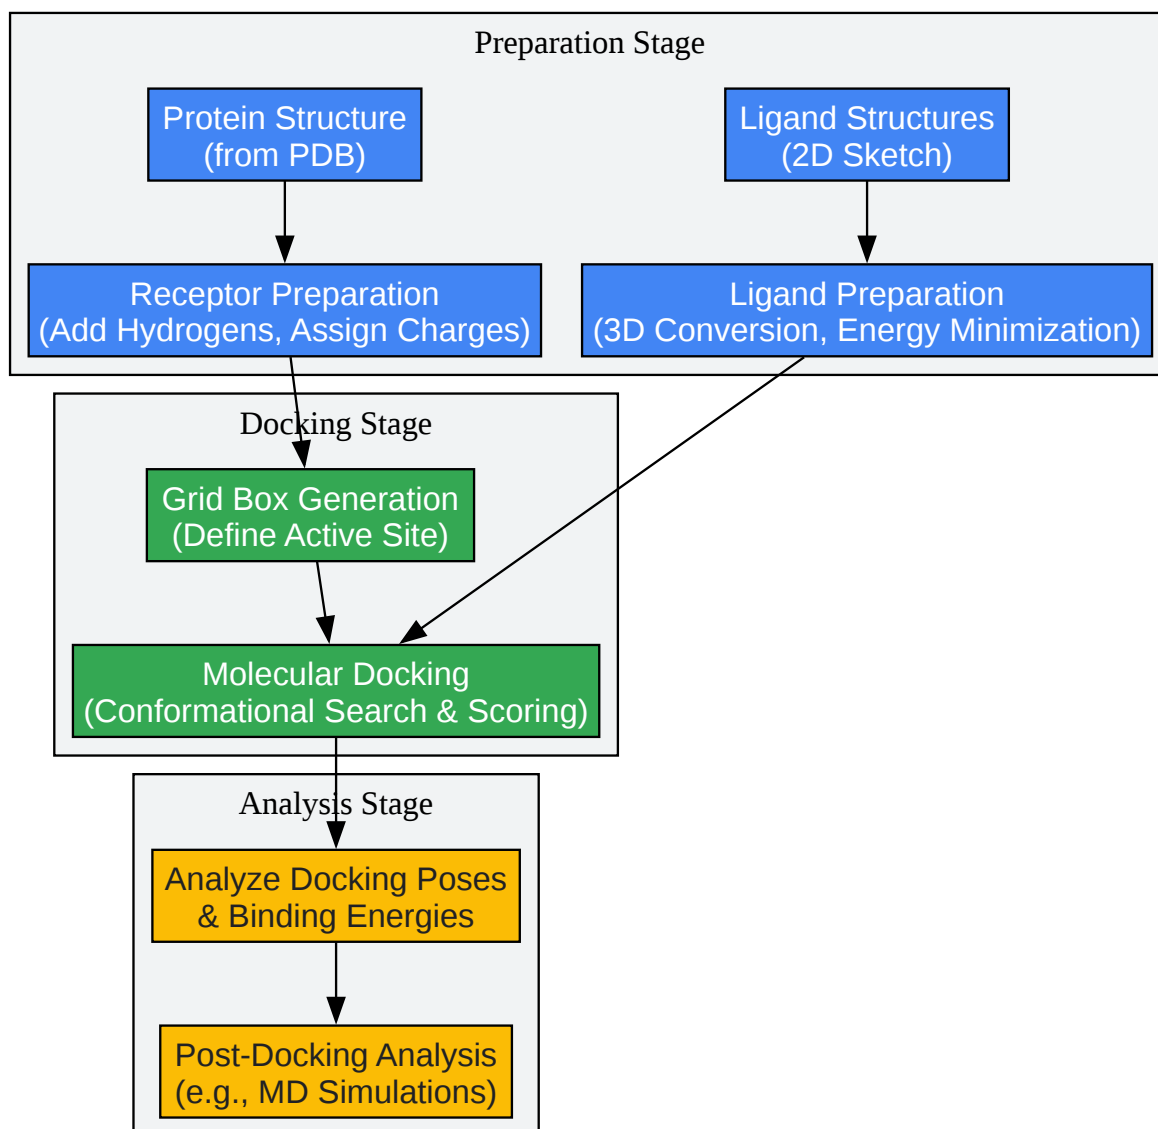 Preparation Stage
Protein Structure
(from PDB)
Ligand Structures
(2D Sketch)
Receptor Preparation
(Add Hydrogens, Assign Charges)
Ligand Preparation
(3D Conversion, Energy Minimization)
Docking Stage
Grid Box Generation
(Define Active Site)
Molecular Docking
(Conformational Search & Scoring)
Analysis Stage
Analyze Docking Poses
& Binding Energies
Post-Docking Analysis
(e.g., MD Simulations)